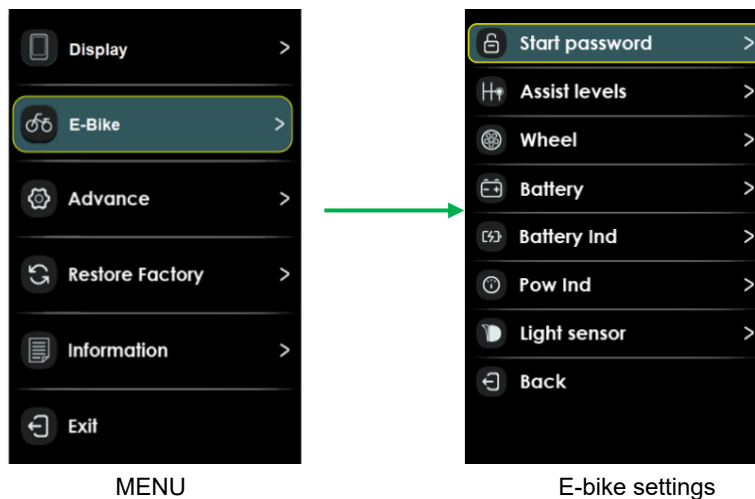 Display >
E-Bike >
Advance >
Restore Factory >
Information >
Exit
MENU
Start password >
Assist levels >
Wheel >
Battery >
Battery Ind >
Pow Ind >
Light sensor >
Back
E-bike settings